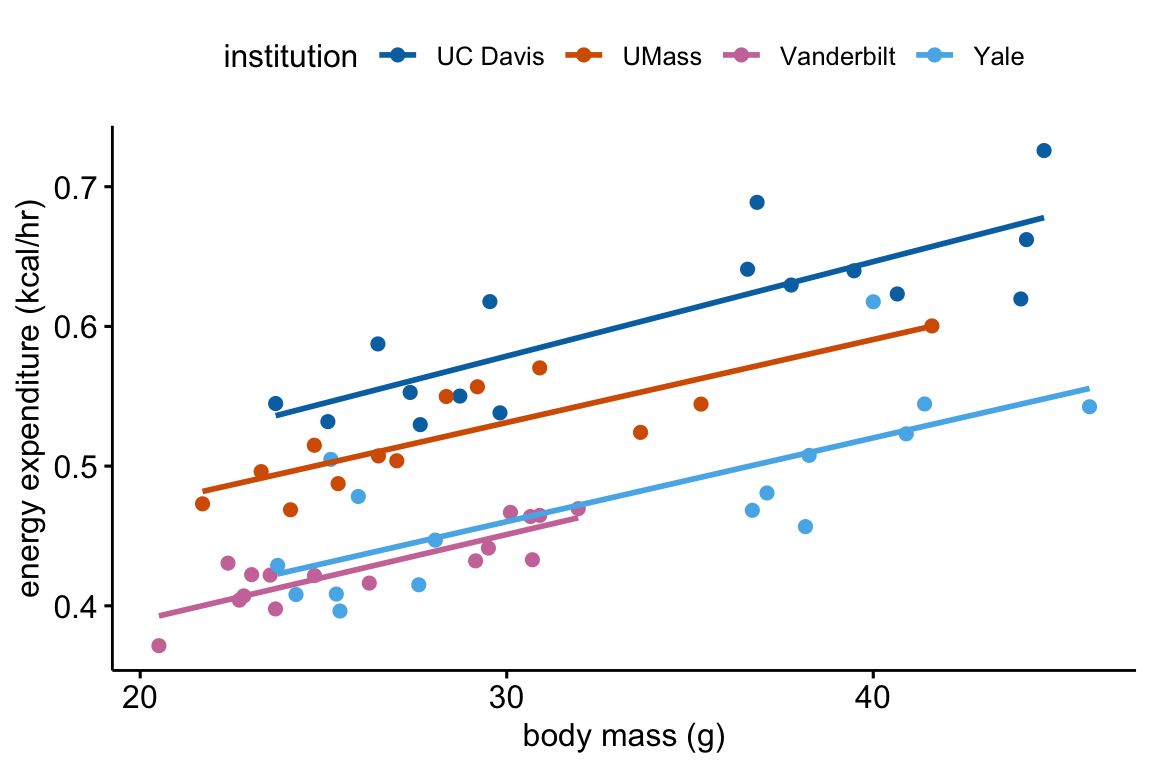 institution UC Davis UMass Vanderbilt Yale
energy expenditure (kcal/hr)
0.7
0.6
0.5
0.4
20 30 40
body mass (g)